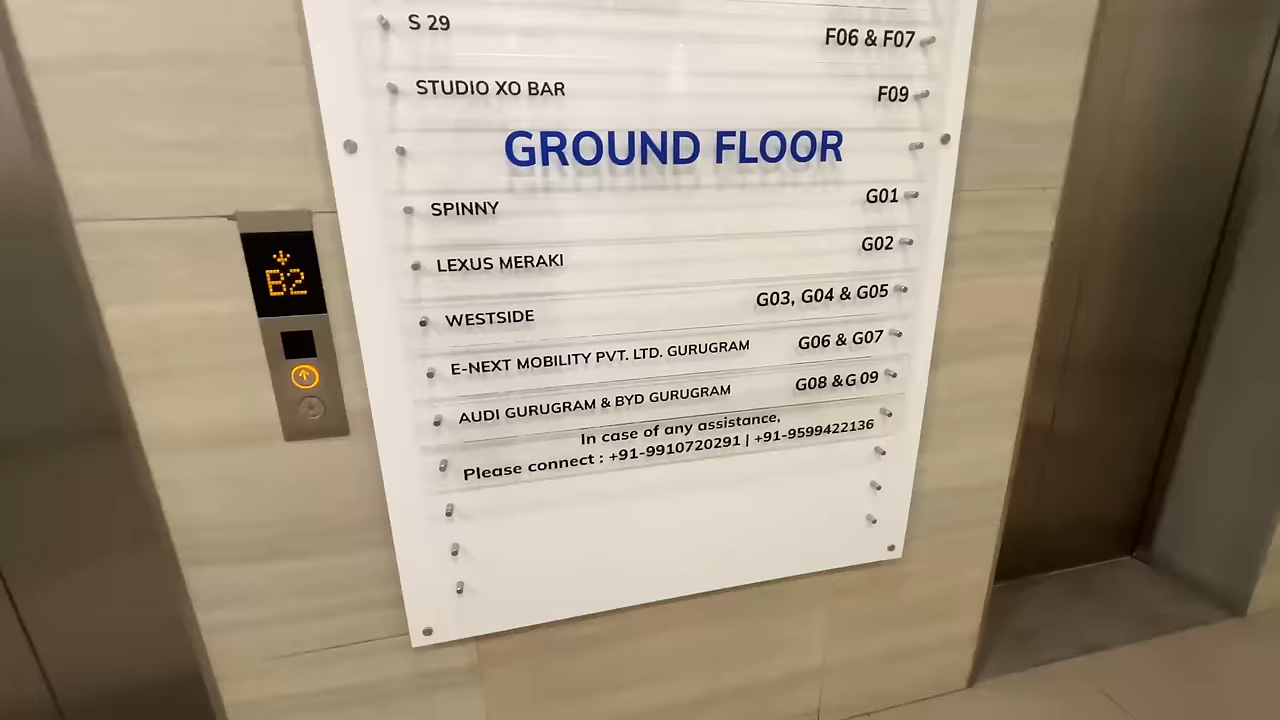 S 29 F06 & F07
STUDIO XO BAR F09
GROUND FLOOR
SPINNY G01
LEXUS MERAKI G02
WESTSIDE G03, G04 & G05
E-NEXT MOBILITY PVT. LTD. GURUGRAM G06 & G07
AUDI GURUGRAM & BYD GURUGRAM G08 &G 09
In case of any assistance,
Please connect : +91-9910720291 | +91-9599422136
B2